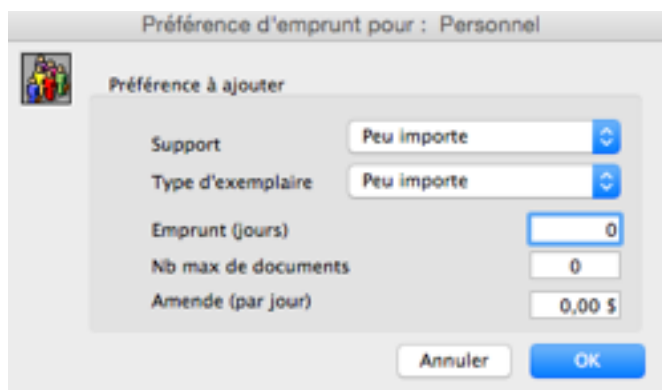 Préférence d'emprunt pour : Personnel
Préférence à ajouter
Support Peu importe
Type d'exemplaire Peu importe
Emprunt (jours) 0
Nb max de documents 0
Amende (par jour) 0,00 $
Annuler OK